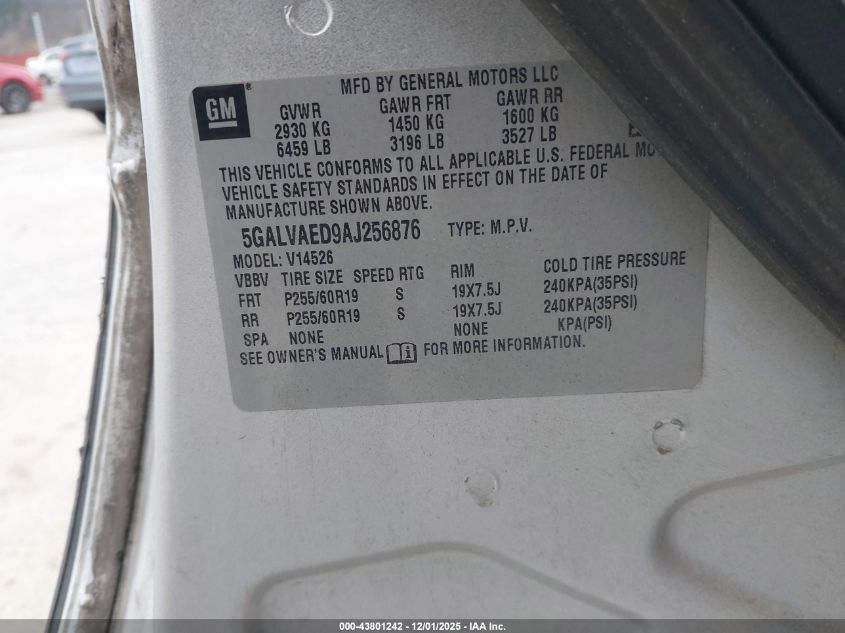 MFD BY GENERAL MOTORS LLC
GM
GVWR GAWR FRT GAWR RR
2930 KG 1450 KG 1600 KG
6459 LB 3196 LB 3527 LB
THIS VEHICLE CONFORMS TO ALL APPLICABLE U.S. FEDERAL
VEHICLE SAFETY STANDARDS IN EFFECT ON THE DATE OF
MANUFACTURE SHOWN ABOVE.
5GALVAED9AJ256876 TYPE: M.P.V.
MODEL: V14526
VBBV TIRE SIZE SPEED RTG RIM COLD TIRE PRESSURE
FRT P255/60R19 S 19X7.5J 240KPA(35PSI)
RR P255/60R19 S 19X7.5J 240KPA(35PSI)
SPA NONE NONE KPA(PSI)
SEE OWNER'S MANUAL FOR MORE INFORMATION.
000-43801242 - 12/01/2025 - IAA Inc.